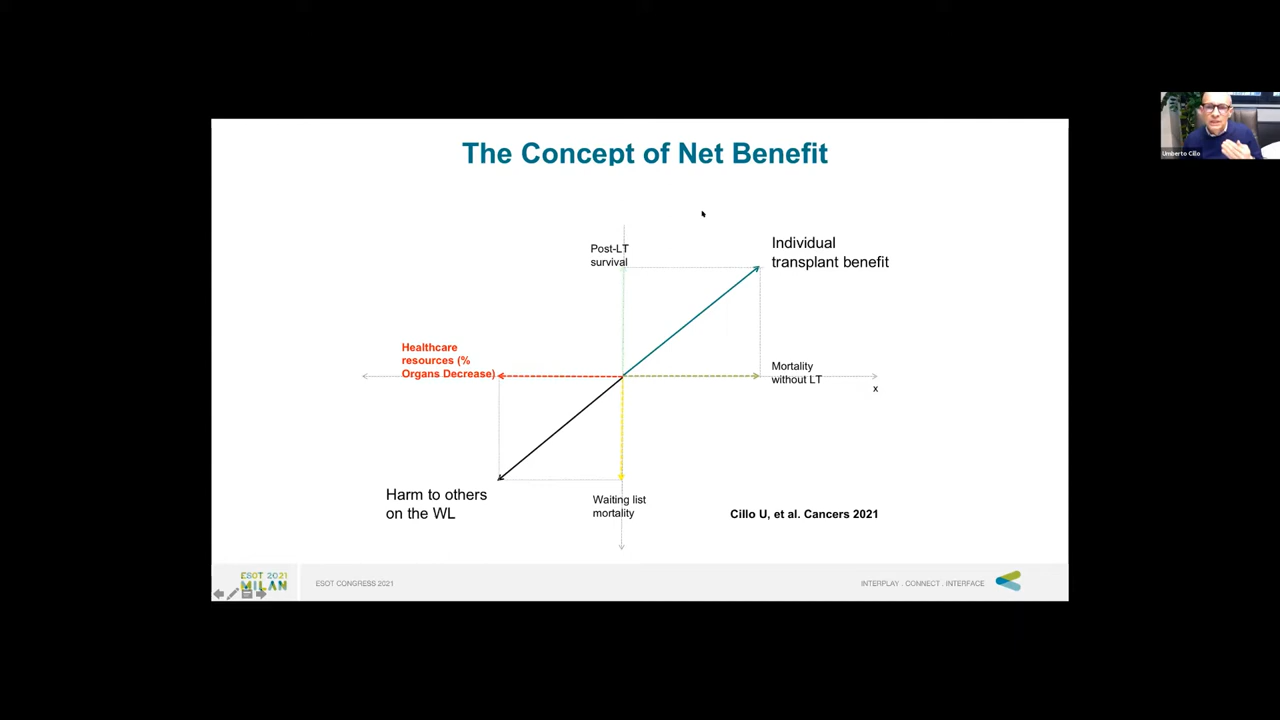 The Concept of Net Benefit
Umberto Cillo
Post-LT
survival
Individual
transplant benefit
Healthcare
resources (%
Organs Decrease)
Mortality
without LT
x
Harm to others
on the WL
Waiting list
mortality
Cillo U, et al. Cancers 2021
ESOT 2021
MILAN
ESOT CONGRESS 2021
INTERPLAY . CONNECT . INTERFACE